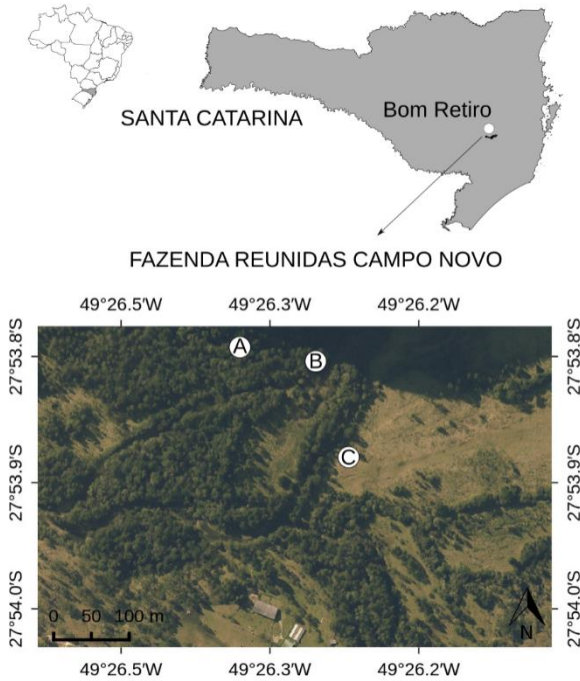 SANTA CATARINA
Bom Retiro
FAZENDA REUNIDAS CAMPO NOVO
49°26.5'W 49°26.3'W 49°26.2'W
27°53.8'S 27°53.8'S
A
B
C
27°53.9'S 27°53.9'S
27°54.0'S 27°54.0'S
0 50 100 m
N
49°26.5'W 49°26.3'W 49°26.2'W